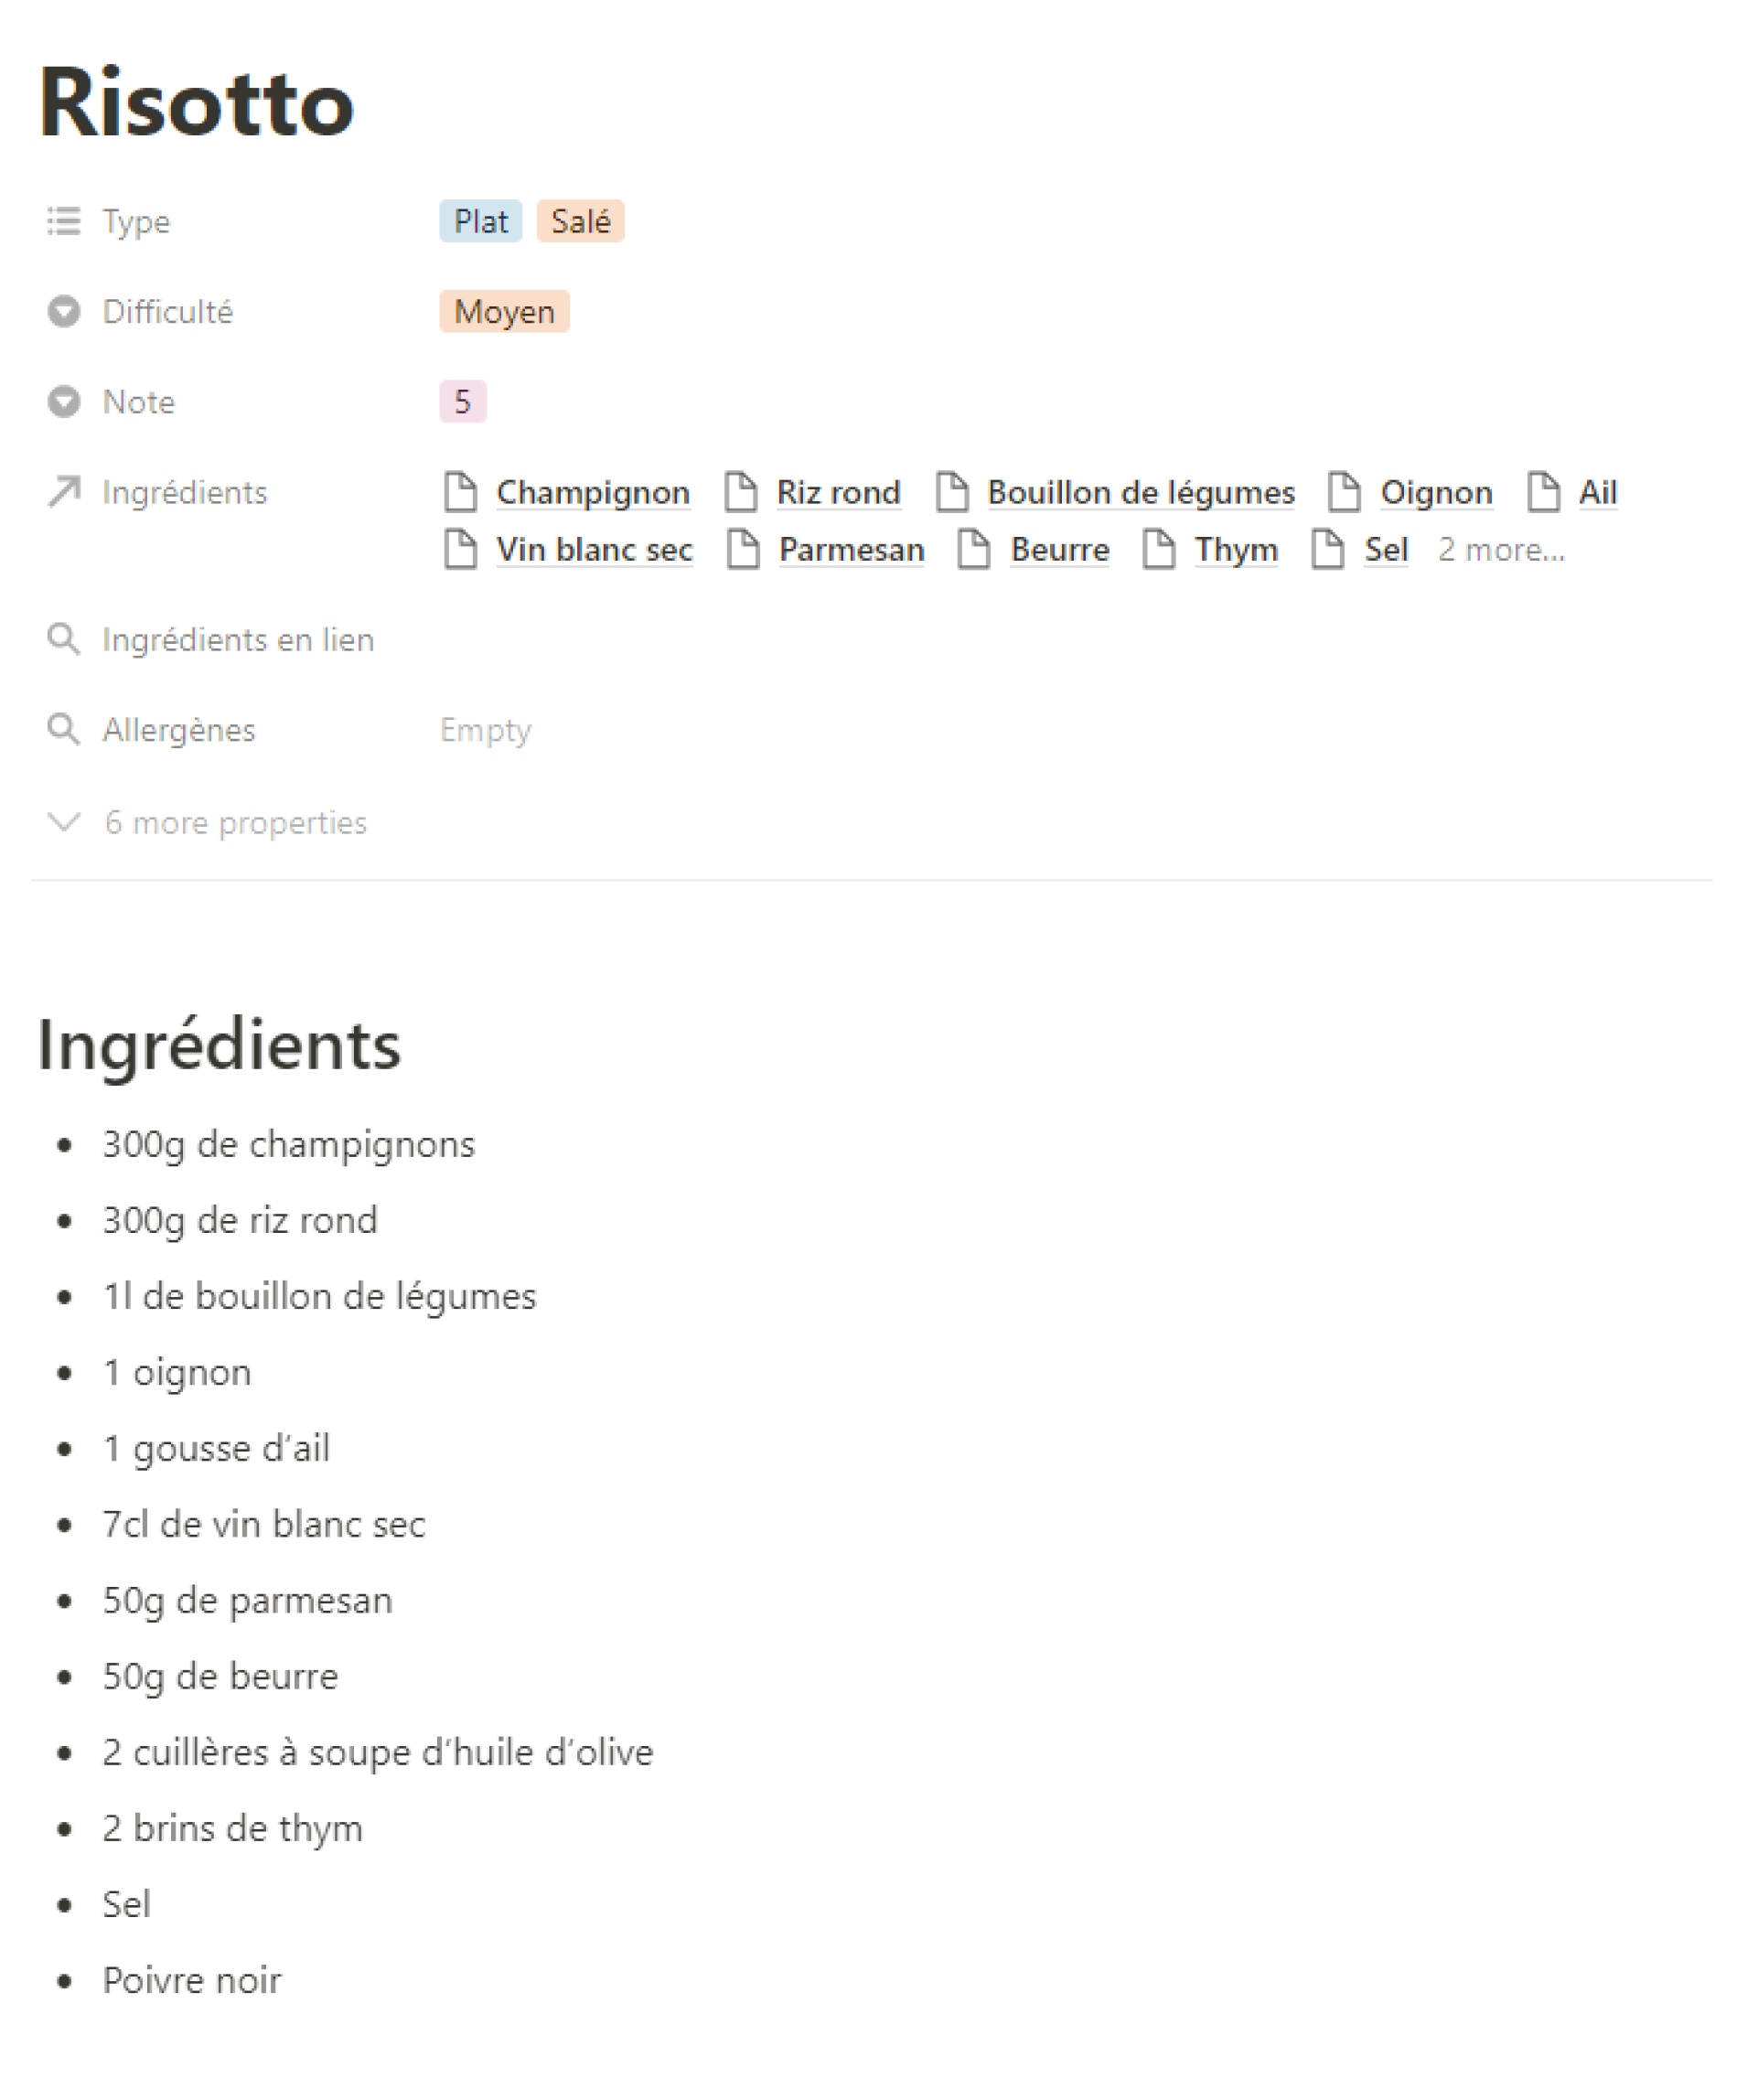 Risotto
Type Plat Salé
Difficulté Moyen
Note 5
Ingrédients Champignon Riz rond Bouillon de légumes Oignon Ail
Vin blanc sec Parmesan Beurre Thym Sel 2 more...
Ingrédients en lien
Allergènes Empty
6 more properties
Ingrédients
• 300g de champignons
• 300g de riz rond
• 1l de bouillon de légumes
• 1 oignon
• 1 gousse d'ail
• 7cl de vin blanc sec
• 50g de parmesan
• 50g de beurre
• 2 cuillères à soupe d'huile d'olive
• 2 brins de thym
• Sel
• Poivre noir